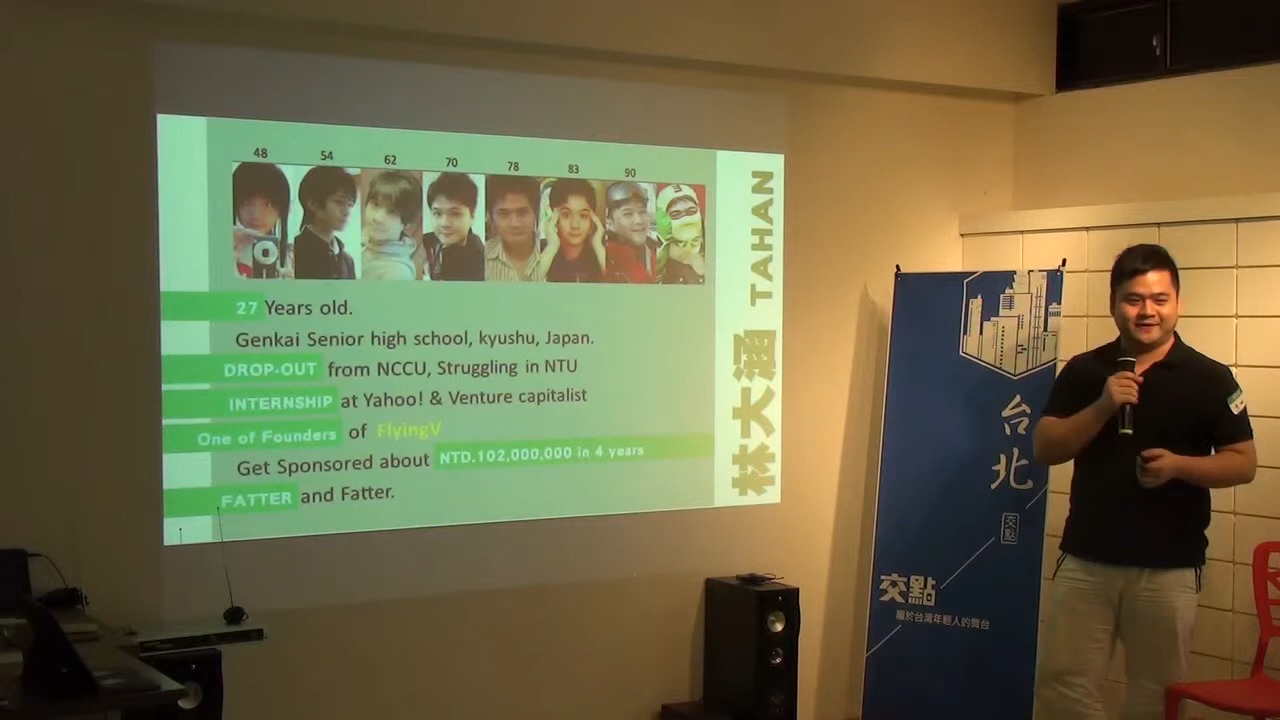 48 54 62 70 78 83 90
27 Years old.
Genkai Senior high school, kyushu, Japan.
DROP-OUT from NCCU, Struggling in NTU
INTERNSHIP at Yahoo! & Venture capitalist
One of Founders of FlyingV
Get Sponsored about NTD.102,000,000 in 4 years
FATTER and Fatter.
林大涵 TAHAN
台北
交點
交點
屬於台灣年輕人的舞台